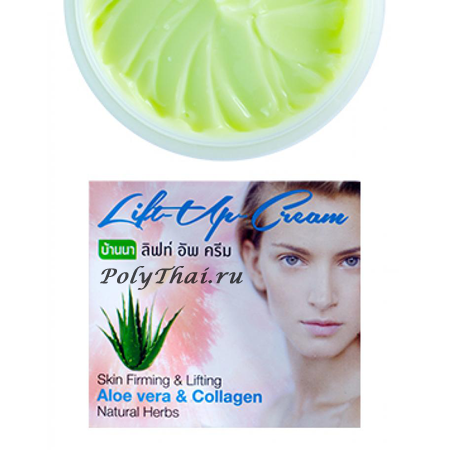 Lift-Up-Cream
บ้านนา ลิฟท์ อัพ ครีม
PolyThai.ru
Skin Firming & Lifting
Aloe vera & Collagen
Natural Herbs